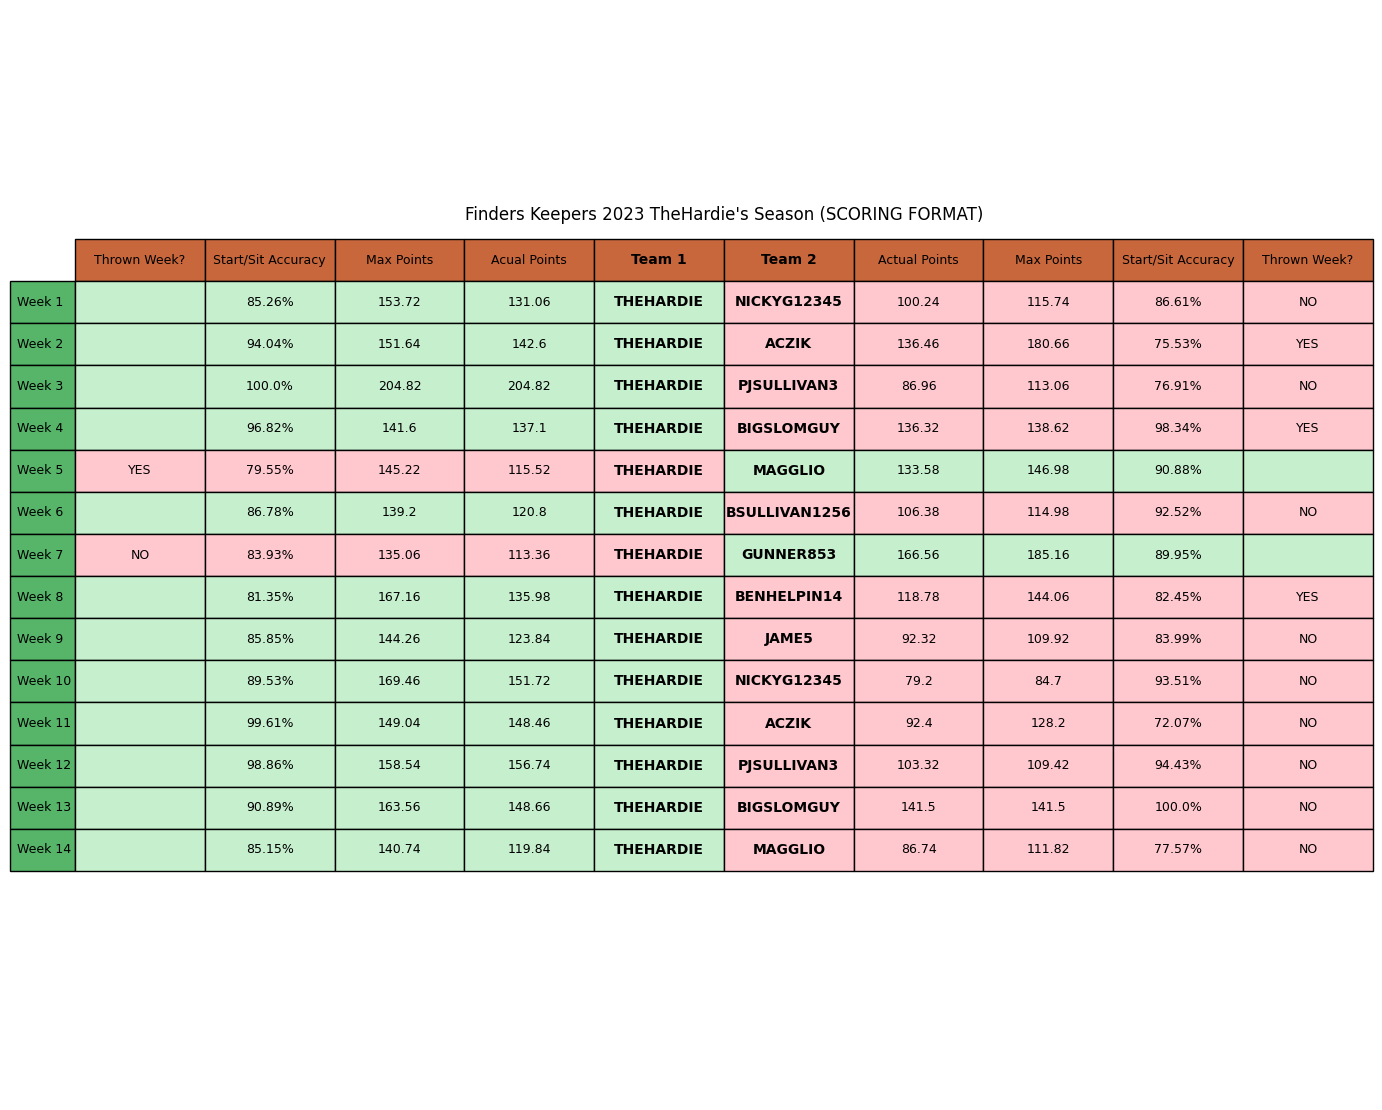 Finders Keepers 2023 TheHardie's Season (SCORING FORMAT)
Thrown Week? Start/Sit Accuracy Max Points Acual Points Team 1 Team 2 Actual Points Max Points Start/Sit Accuracy Thrown Week?
Week 1 85.26% 153.72 131.06 THEHARDIE NICKYG12345 100.24 115.74 86.61% NO
Week 2 94.04% 151.64 142.6 THEHARDIE ACZIK 136.46 180.66 75.53% YES
Week 3 100.0% 204.82 204.82 THEHARDIE PJSULLIVAN3 86.96 113.06 76.91% NO
Week 4 96.82% 141.6 137.1 THEHARDIE BIGSLOMGUY 136.32 138.62 98.34% YES
Week 5 YES 79.55% 145.22 115.52 THEHARDIE MAGGLIO 133.58 146.98 90.88%
Week 6 86.78% 139.2 120.8 THEHARDIE BSULLIVAN1256 106.38 114.98 92.52% NO
Week 7 NO 83.93% 135.06 113.36 THEHARDIE GUNNER853 166.56 185.16 89.95%
Week 8 81.35% 167.16 135.98 THEHARDIE BENHELPIN14 118.78 144.06 82.45% YES
Week 9 85.85% 144.26 123.84 THEHARDIE JAME5 92.32 109.92 83.99% NO
Week 10 89.53% 169.46 151.72 THEHARDIE NICKYG12345 79.2 84.7 93.51% NO
Week 11 99.61% 149.04 148.46 THEHARDIE ACZIK 92.4 128.2 72.07% NO
Week 12 98.86% 158.54 156.74 THEHARDIE PJSULLIVAN3 103.32 109.42 94.43% NO
Week 13 90.89% 163.56 148.66 THEHARDIE BIGSLOMGUY 141.5 141.5 100.0% NO
Week 14 85.15% 140.74 119.84 THEHARDIE MAGGLIO 86.74 111.82 77.57% NO